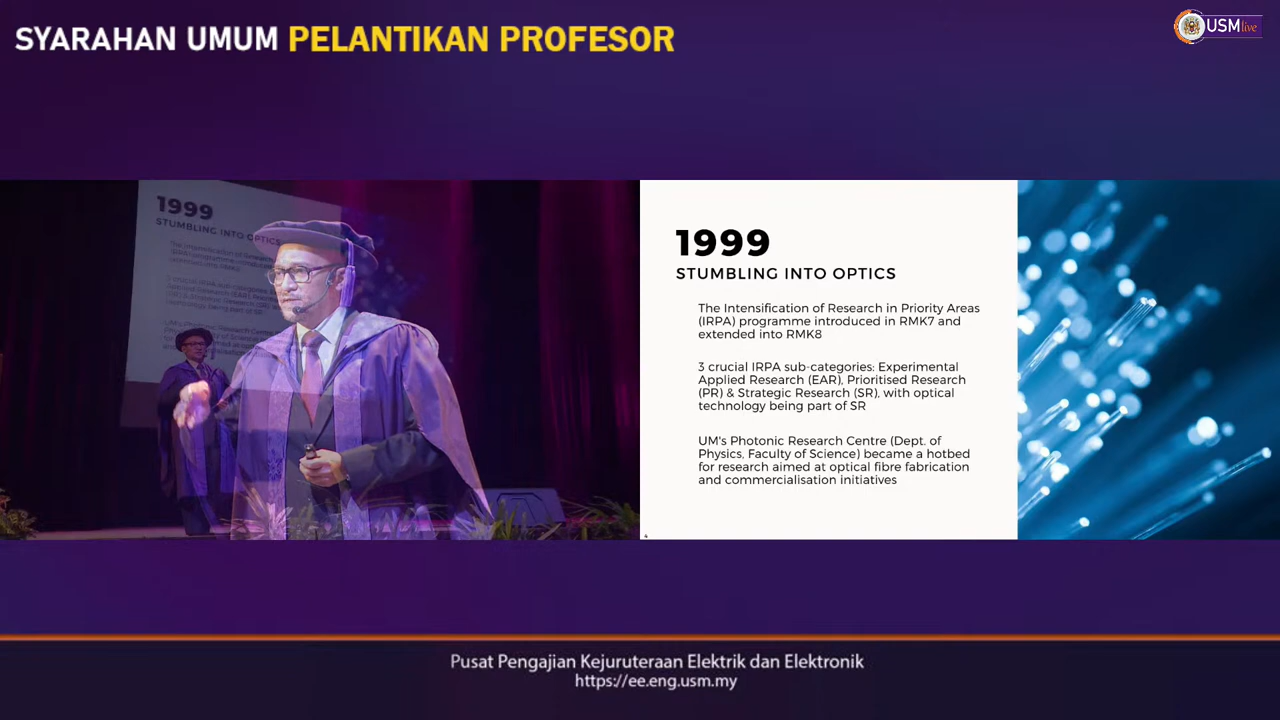 SYARAHAN UMUM PELANTIKAN PROFESOR
USM live
1999
STUMBLING INTO OPTICS
1999
STUMBLING INTO OPTICS
The Intensification of Research in Priority Areas
(IRPA) programme introduced in RMK7 and
extended into RMK8
3 crucial IRPA sub-categories: Experimental
Applied Research (EAR), Prioritised Research
(PR) & Strategic Research (SR), with optical
technology being part of SR
UM's Photonic Research Centre (Dept. of
Physics, Faculty of Science) became a hotbed
for research aimed at optical fibre fabrication
and commercialisation initiatives
Pusat Pengajian Kejuruteraan Elektrik dan Elektronik
https://ee.eng.usm.my